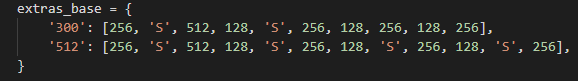 extras_base = {
    '300': [256, 'S', 512, 128, 'S', 256, 128, 256, 128, 256],
    '512': [256, 'S', 512, 128, 'S', 256, 128, 'S', 256, 128, 'S', 256],
}